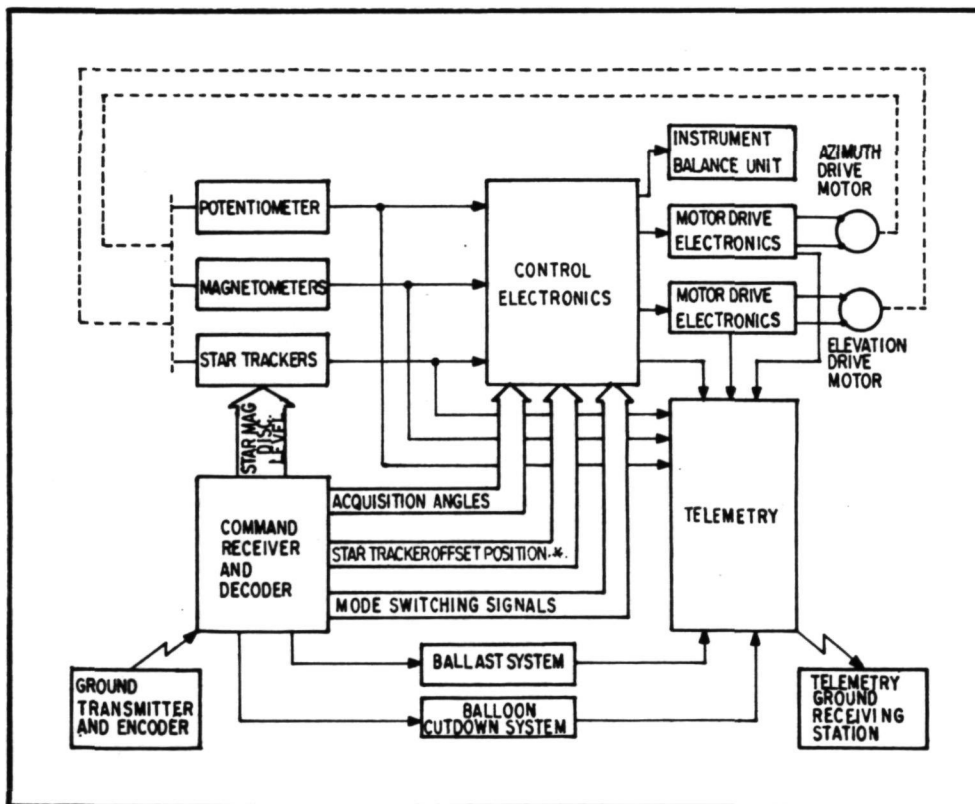 INSTRUMENT
BALANCE UNIT
AZIMUTH
DRIVE
MOTOR
POTENTIOMETER
MOTOR DRIVE
ELECTRONICS
CONTROL
ELECTRONICS
MAGNETOMETERS
MOTOR DRIVE
ELECTRONICS
STAR TRACKERS
ELEVATION
DRIVE
MOTOR
STAR MAG
DISC.
LEVEL
COMMAND
RECEIVER
AND
DECODER
ACQUISITION ANGLES
STAR TRACKER OFFSET POSITION *
MODE SWITCHING SIGNALS
TELEMETRY
GROUND
TRANSMITTER
AND ENCODER
BALLAST SYSTEM
BALLOON
CUTDOWN SYSTEM
TELEMETRY
GROUND
RECEIVING
STATION